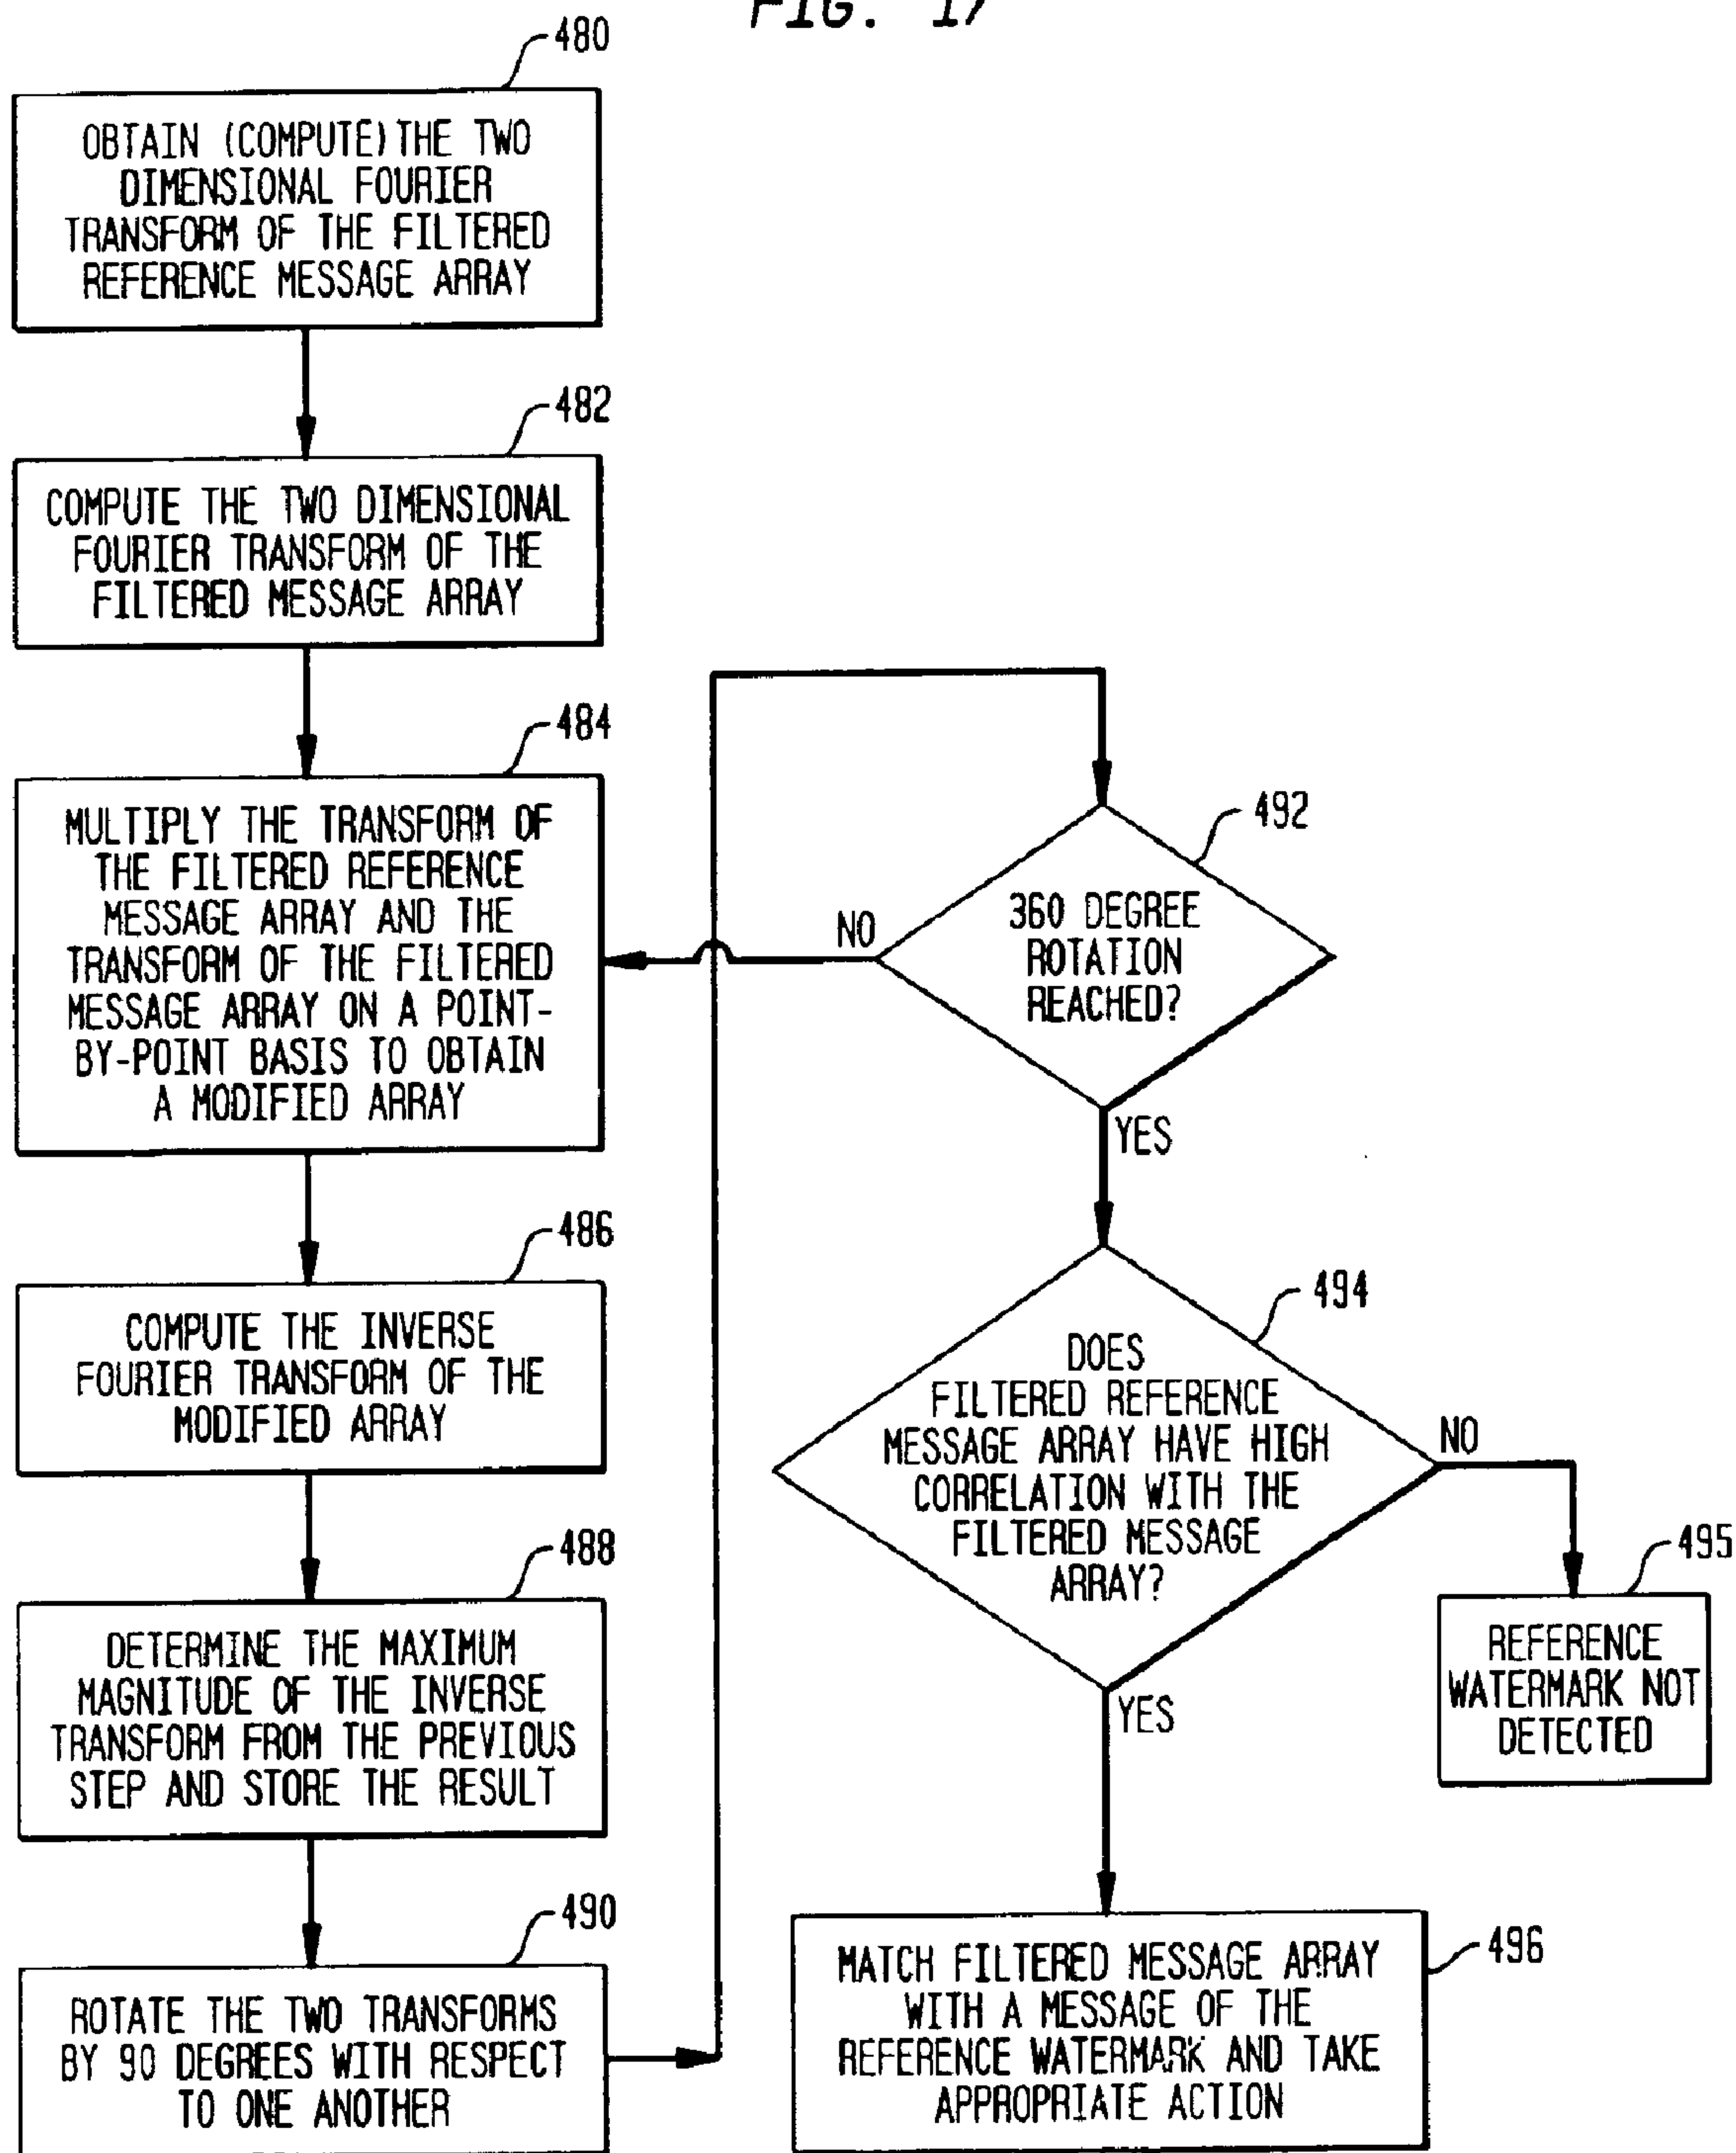 FIG. 17
480
OBTAIN (COMPUTE) THE TWO
DIMENSIONAL FOURIER
TRANSFORM OF THE FILTERED
REFERENCE MESSAGE ARRAY
482
COMPUTE THE TWO DIMENSIONAL
FOURIER TRANSFORM OF THE
FILTERED MESSAGE ARRAY
484
MULTIPLY THE TRANSFORM OF
THE FILTERED REFERENCE
MESSAGE ARRAY AND THE
TRANSFORM OF THE FILTERED
MESSAGE ARRAY ON A POINT-
BY-POINT BASIS TO OBTAIN
A MODIFIED ARRAY
486
COMPUTE THE INVERSE
FOURIER TRANSFORM OF THE
MODIFIED ARRAY
488
DETERMINE THE MAXIMUM
MAGNITUDE OF THE INVERSE
TRANSFORM FROM THE PREVIOUS
STEP AND STORE THE RESULT
490
ROTATE THE TWO TRANSFORMS
BY 90 DEGREES WITH RESPECT
TO ONE ANOTHER
492
360 DEGREE
ROTATION
REACHED?
NO
YES
494
DOES
FILTERED REFERENCE
MESSAGE ARRAY HAVE HIGH
CORRELATION WITH THE
FILTERED MESSAGE
ARRAY?
NO
YES
495
REFERENCE
WATERMARK NOT
DETECTED
496
MATCH FILTERED MESSAGE ARRAY
WITH A MESSAGE OF THE
REFERENCE WATERMARK AND TAKE
APPROPRIATE ACTION